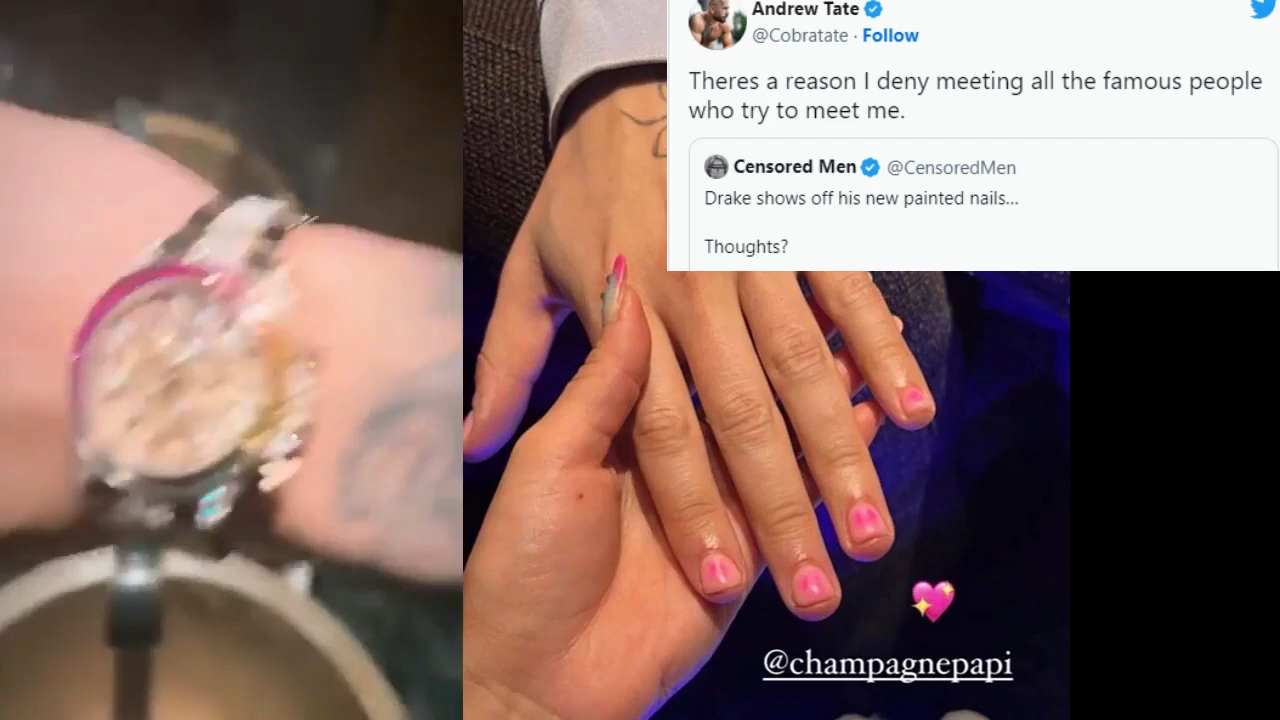 Andrew Tate
@Cobratate · Follow
Theres a reason I deny meeting all the famous people
who try to meet me.
Censored Men @CensoredMen
Drake shows off his new painted nails...
Thoughts?
@champagnepapi